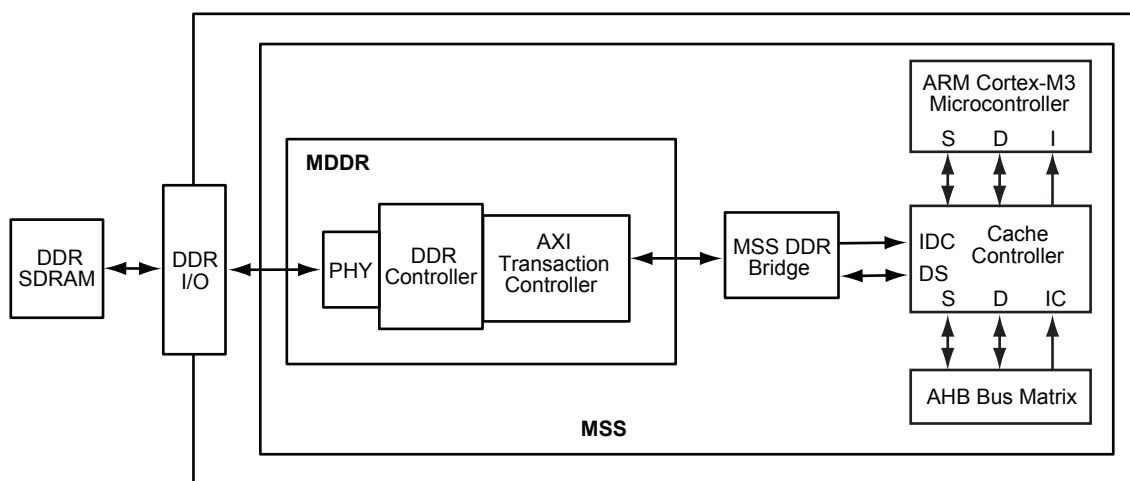 ARM Cortex-M3
Microcontroller
S D I
MDDR
DDR
SDRAM
DDR
I/O
PHY
DDR
Controller
AXI
Transaction
Controller
MSS DDR
Bridge
IDC
DS
Cache
Controller
S D IC
AHB Bus Matrix
MSS